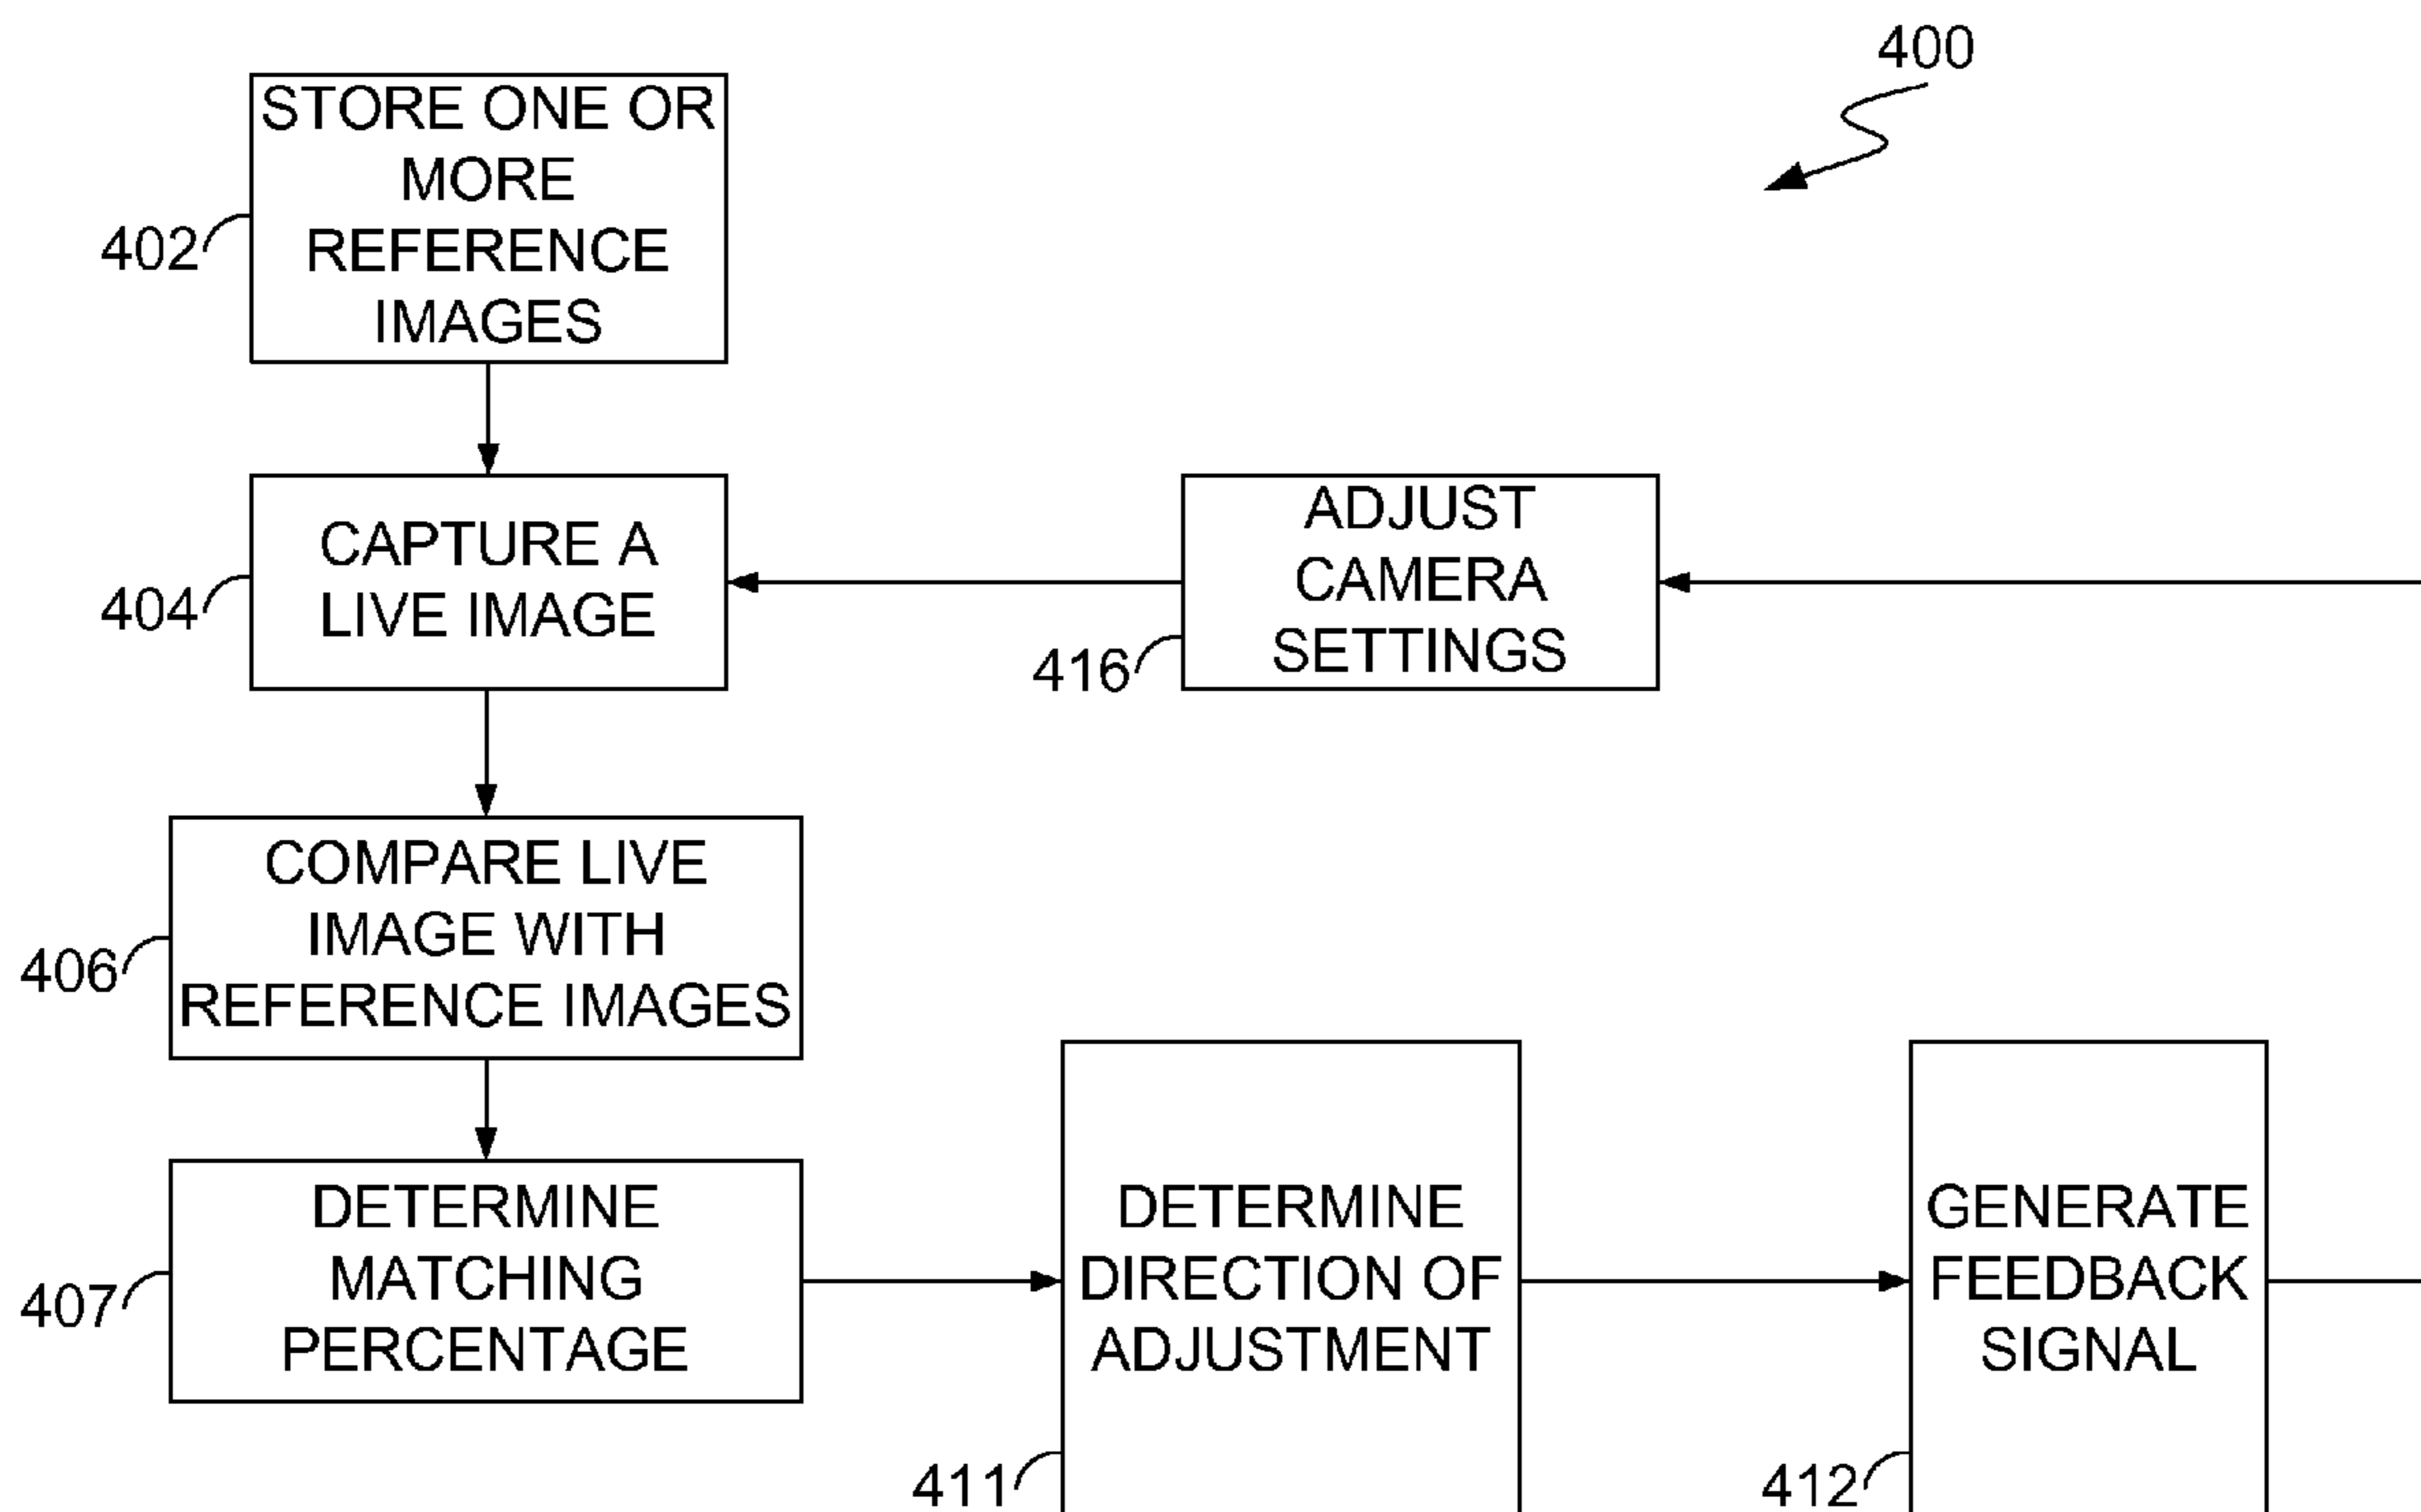 400
STORE ONE OR
MORE
REFERENCE
IMAGES
402
CAPTURE A
LIVE IMAGE
404
ADJUST
CAMERA
SETTINGS
416
COMPARE LIVE
IMAGE WITH
REFERENCE IMAGES
406
DETERMINE
MATCHING
PERCENTAGE
407
DETERMINE
DIRECTION OF
ADJUSTMENT
411
GENERATE
FEEDBACK
SIGNAL
412